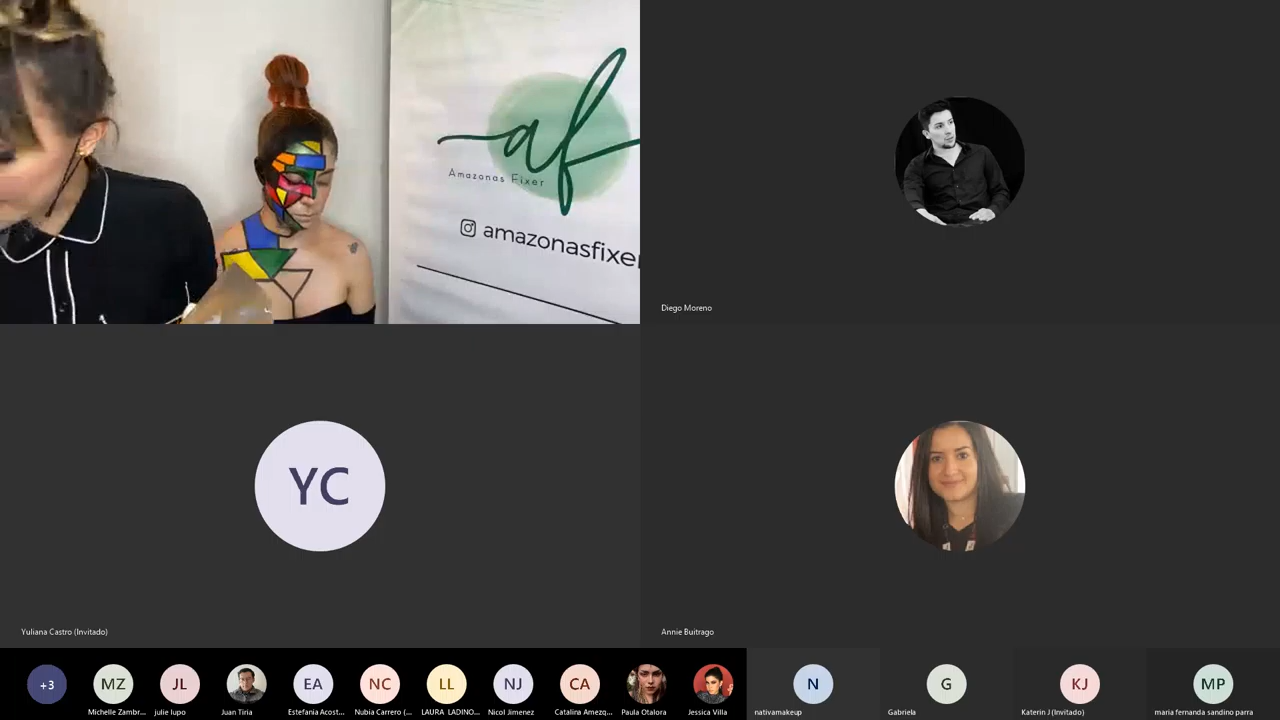 af
Amazonas Fixer
amazonasfixe
Diego Moreno
YC
Yuliana Castro (Invitado)
Annie Buitrago
+3
MZ
JL
EA
NC
LL
NJ
CA
N
G
KJ
MP
Michelle Zambr...
julie lupo
Juan Tiria
Estefania Acost...
Nubia Carrero (...
LAURA LADINO...
Nicol Jimenez
Catalina Amezq...
Paula Otalora
Jessica Villa
nativamakeup
Gabriela
Katerin J (Invitado)
maria fernanda sandino parra